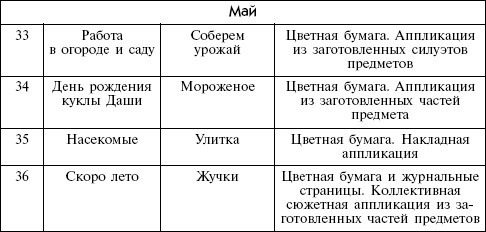 Май
33 Работа Соберем Цветная бумага. Аппликация
в огороде и саду урожай из заготовленных силуэтов
предметов
34 День рождения Мороженое Цветная бумага. Аппликация
куклы Даши из заготовленных частей
предмета
35 Насекомые Улитка Цветная бумага. Накладная
аппликация
36 Скоро лето Жучки Цветная бумага и журнальные
страницы. Коллективная
сюжетная аппликация из за-
готовленных частей предметов